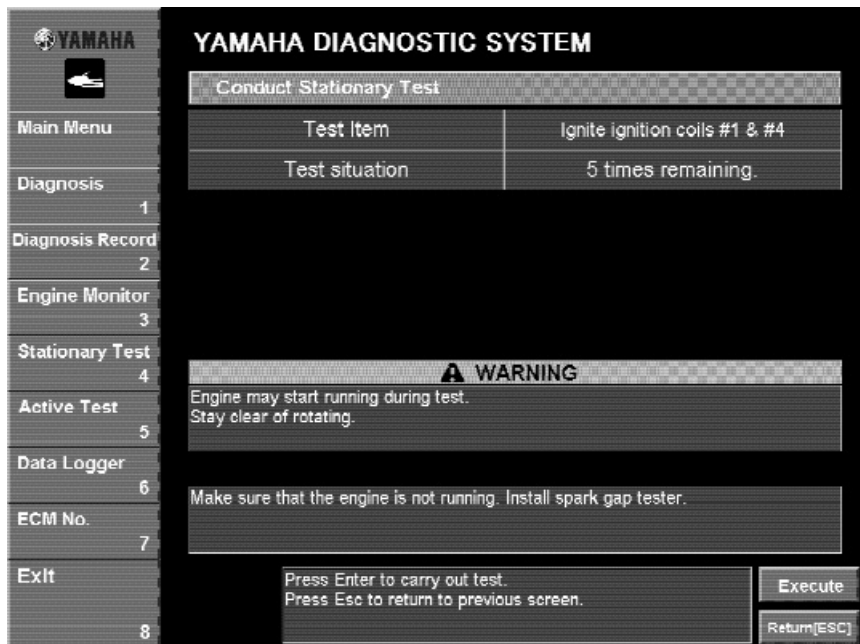 YAMAHA
YAMAHA DIAGNOSTIC SYSTEM
Conduct Stationary Test
Test Item
Ignite ignition coils #1 & #4
Test situation
5 times remaining.
Main Menu
Diagnosis
1
Diagnosis Record
2
Engine Monitor
3
Stationary Test
4
Active Test
5
Data Logger
6
ECM No.
7
Exit
8
WARNING
Engine may start running during test.
Stay clear of rotating.
Make sure that the engine is not running. Install spark gap tester.
Press Enter to carry out test.
Press Esc to return to previous screen.
Execute
Return[ESC]